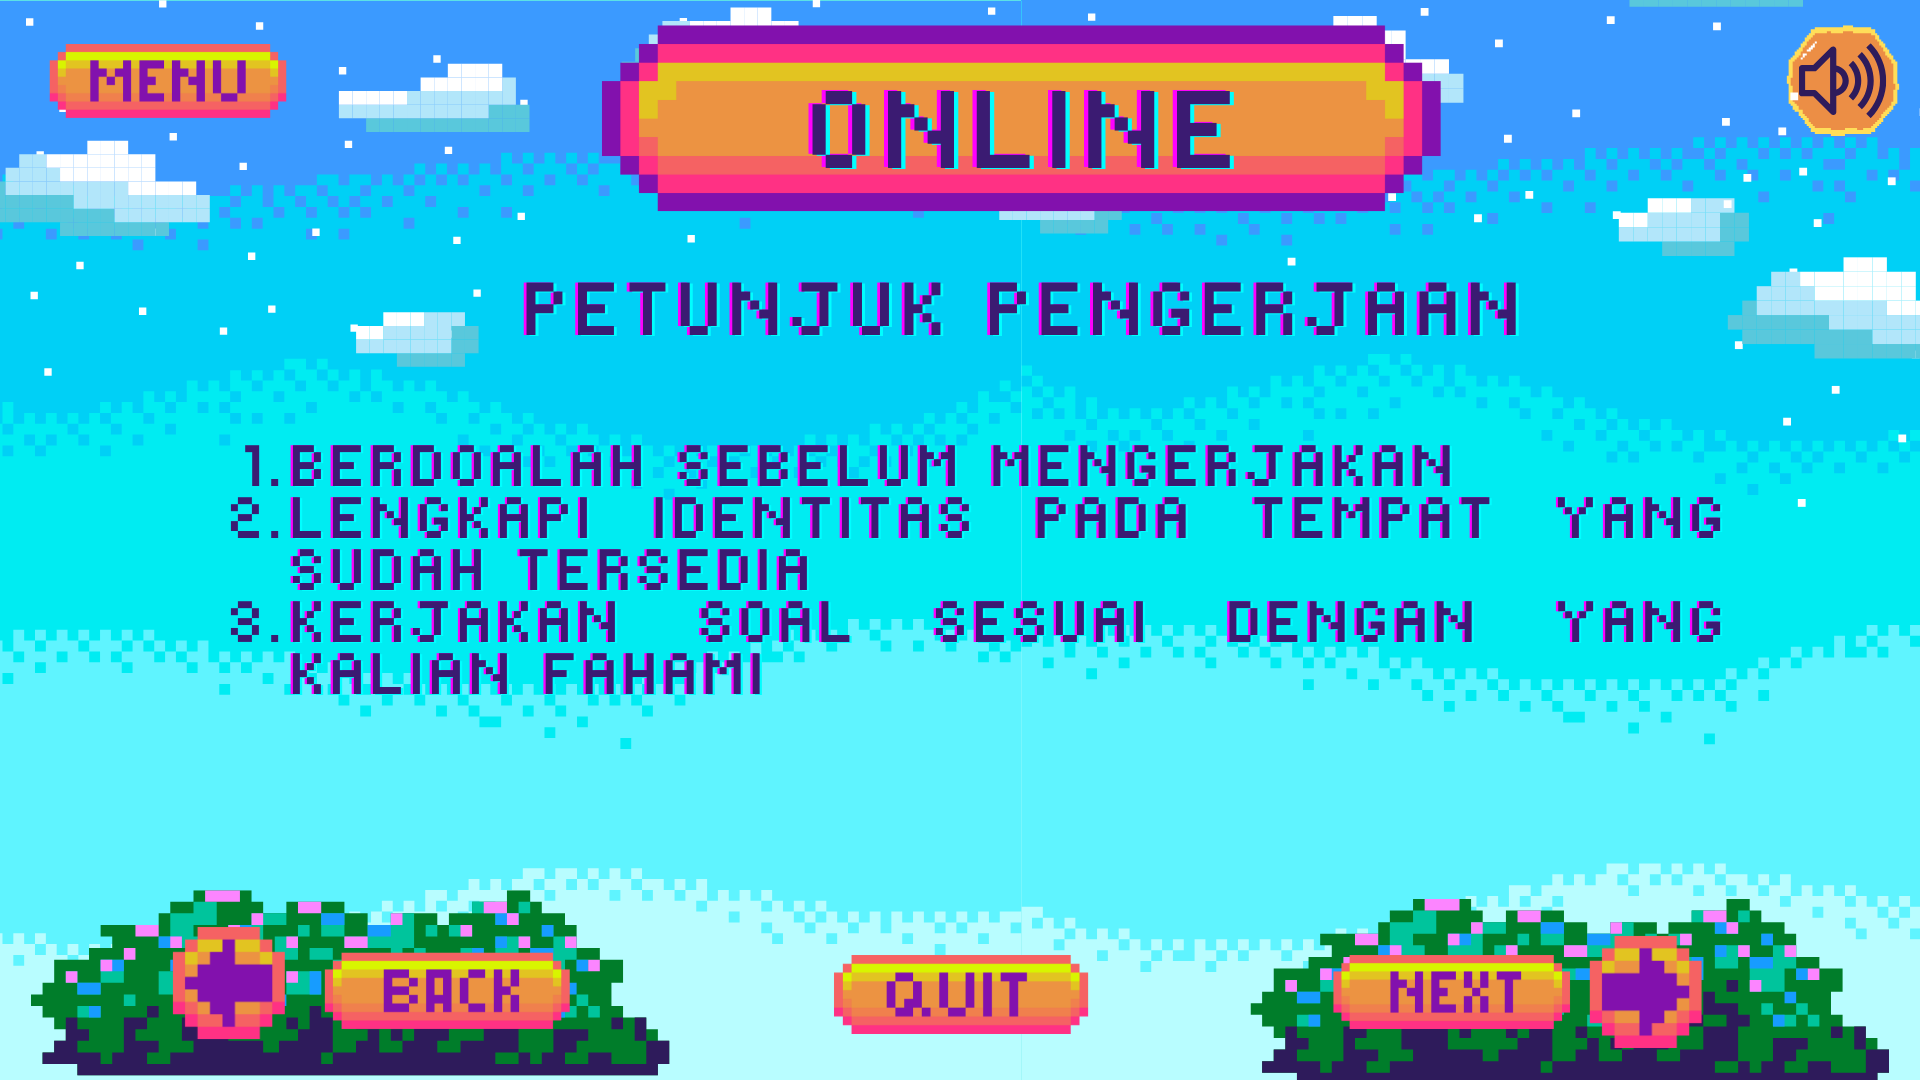 MENU
ONLINE
PETUNJUK PENGERJAAN
1.BERDOALAH SEBELUM MENGERJAKAN
2.LENGKAPI IDENTITAS PADA TEMPAT YANG
SUDAH TERSEDIA
3.KERJAKAN SOAL SESUAI DENGAN YANG
KALIAN FAHAMI
BACK
QUIT
NEXT